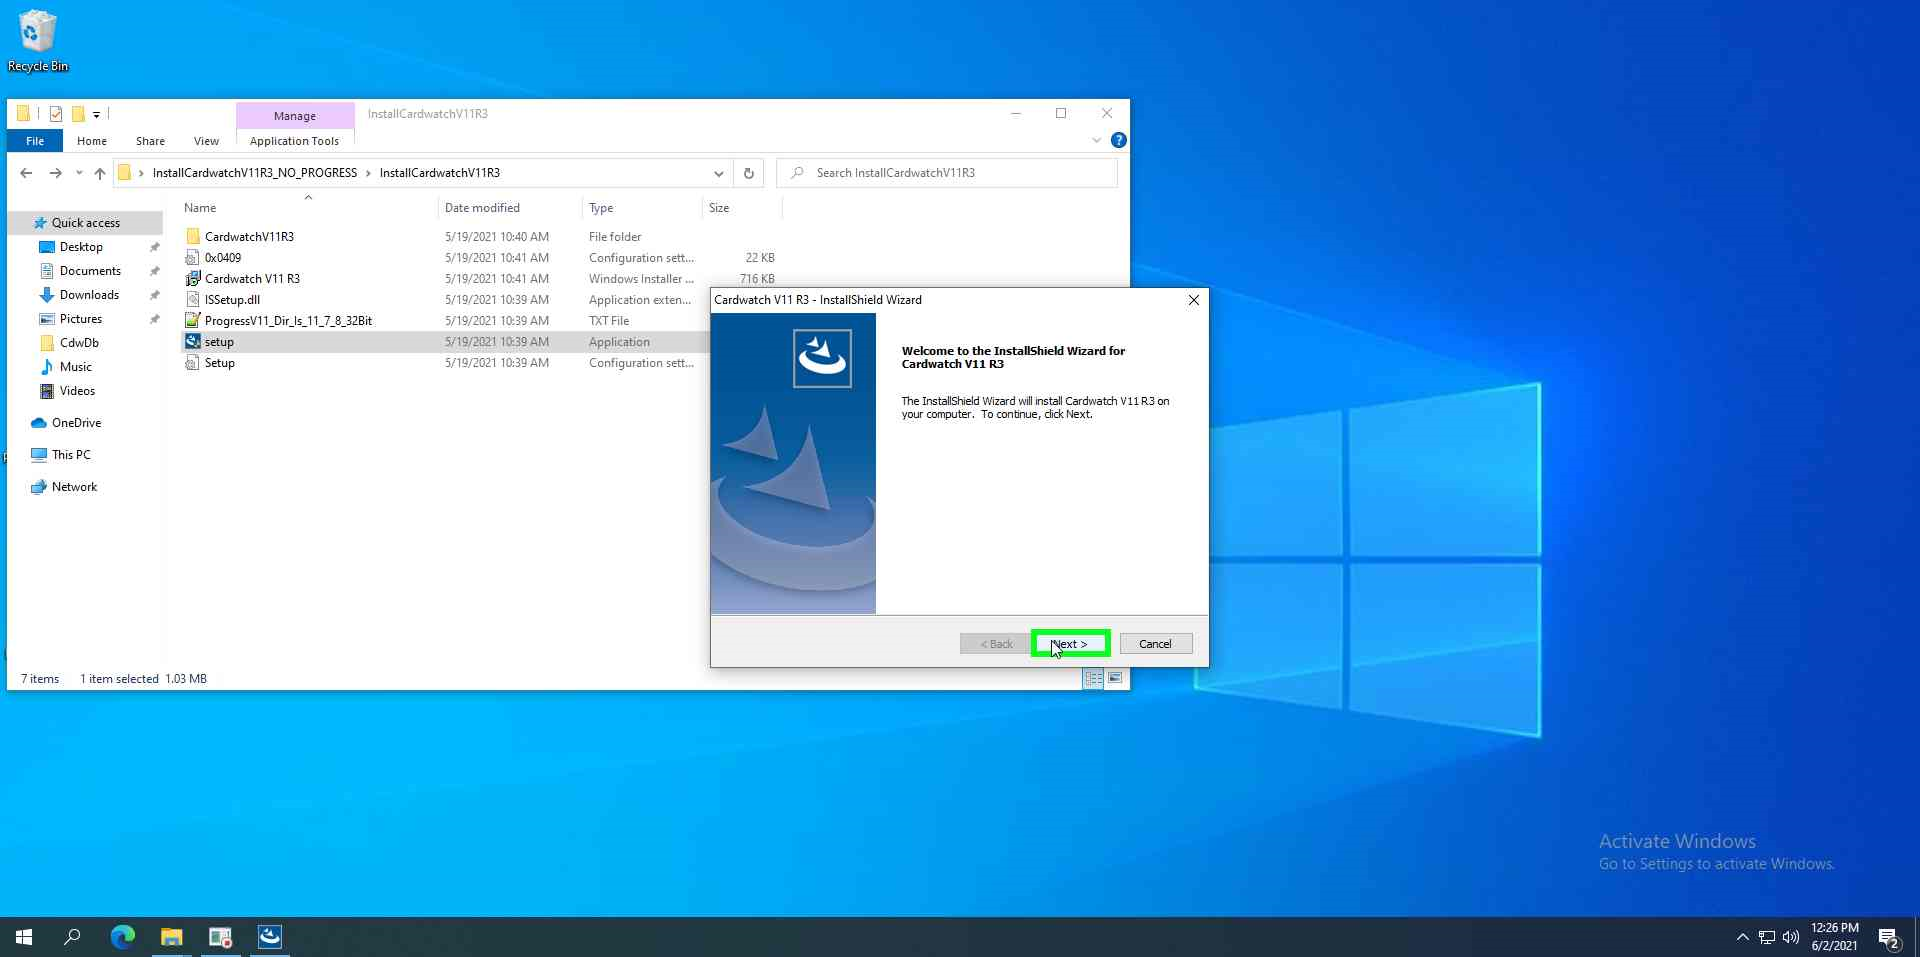 Recycle Bin
Manage
InstallCardwatchV11R3
File
Home
Share
View
Application Tools
InstallCardwatchV11R3_NO_PROGRESS
InstallCardwatchV11R3
Search InstallCardwatchV11R3
Name
Date modified
Type
Size
Quick access
Desktop
Documents
Downloads
Pictures
CdwDb
Music
Videos
OneDrive
This PC
Network
CardwatchV11R3 5/19/2021 10:40 AM File folder
0x0409 5/19/2021 10:41 AM Configuration sett... 22 KB
Cardwatch V11 R3 5/19/2021 10:41 AM Windows Installer ... 716 KB
ISSetup.dll 5/19/2021 10:39 AM Application exten...
ProgressV11_Dir_Is_11_7_8_32Bit 5/19/2021 10:39 AM TXT File
setup 5/19/2021 10:39 AM Application
Setup 5/19/2021 10:39 AM Configuration sett...
7 items 1 item selected 1.03 MB
Cardwatch V11 R3 - InstallShield Wizard
Welcome to the InstallShield Wizard for
Cardwatch V11 R3
The InstallShield Wizard will install Cardwatch V11 R3 on
your computer. To continue, click Next.
< Back
Next >
Cancel
Activate Windows
Go to Settings to activate Windows.
12:26 PM
6/2/2021
2